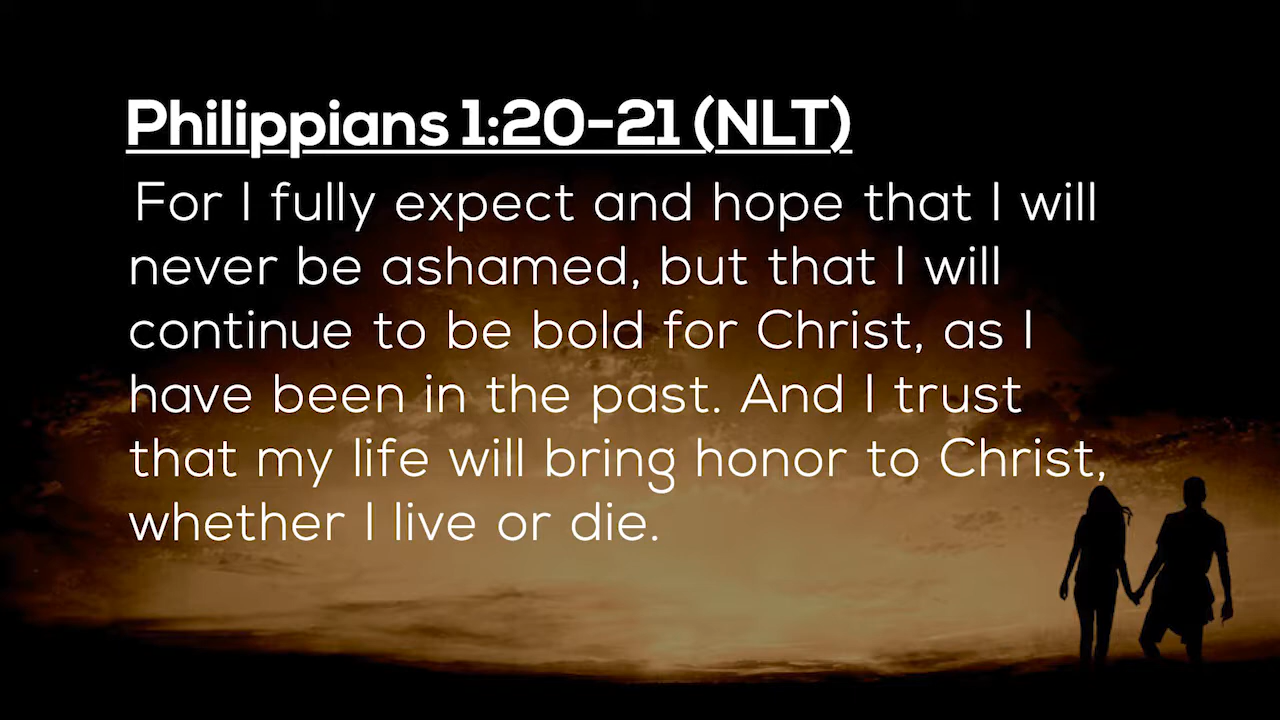 Philippians 1:20-21 (NLT)
For I fully expect and hope that I will
never be ashamed, but that I will
continue to be bold for Christ, as I
have been in the past. And I trust
that my life will bring honor to Christ,
whether I live or die.